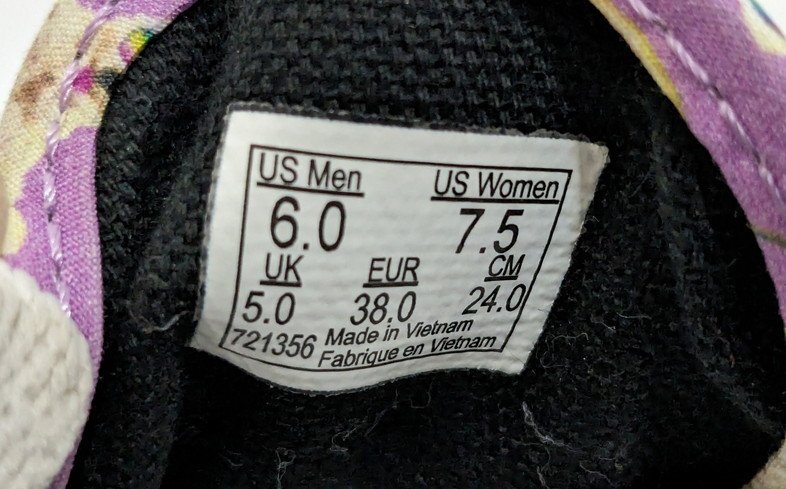 US Men US Women
6.0 7.5
UK EUR CM
5.0 38.0 24.0
721356 Made in Vietnam
Fabrique en Vietnam